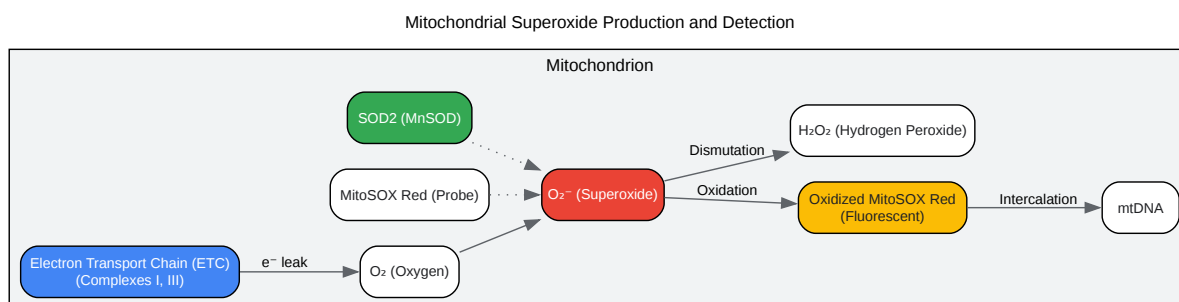 Mitochondrial Superoxide Production and Detection
Mitochondrion
SOD2 (MnSOD)
H₂O₂ (Hydrogen Peroxide)
Dismutation
MitoSOX Red (Probe)
O₂⁻ (Superoxide)
Oxidation
Oxidized MitoSOX Red
(Fluorescent)
Intercalation
mtDNA
Electron Transport Chain (ETC)
(Complexes I, III)
e⁻ leak
O₂ (Oxygen)